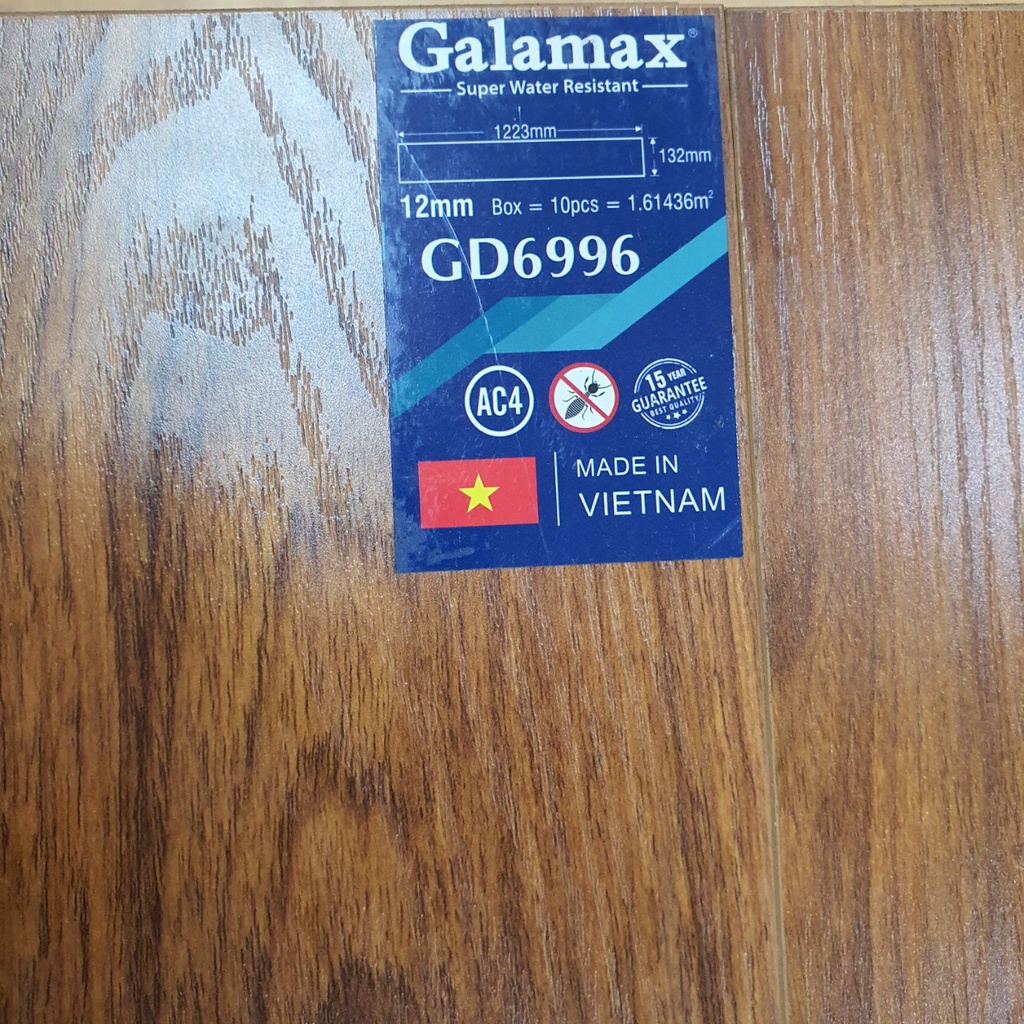 Galamax®
Super Water Resistant
1223mm
132mm
12mm Box = 10pcs = 1.61436m²
GD6996
AC4
15 YEAR
GUARANTEE
BEST QUALITY
MADE IN
VIETNAM